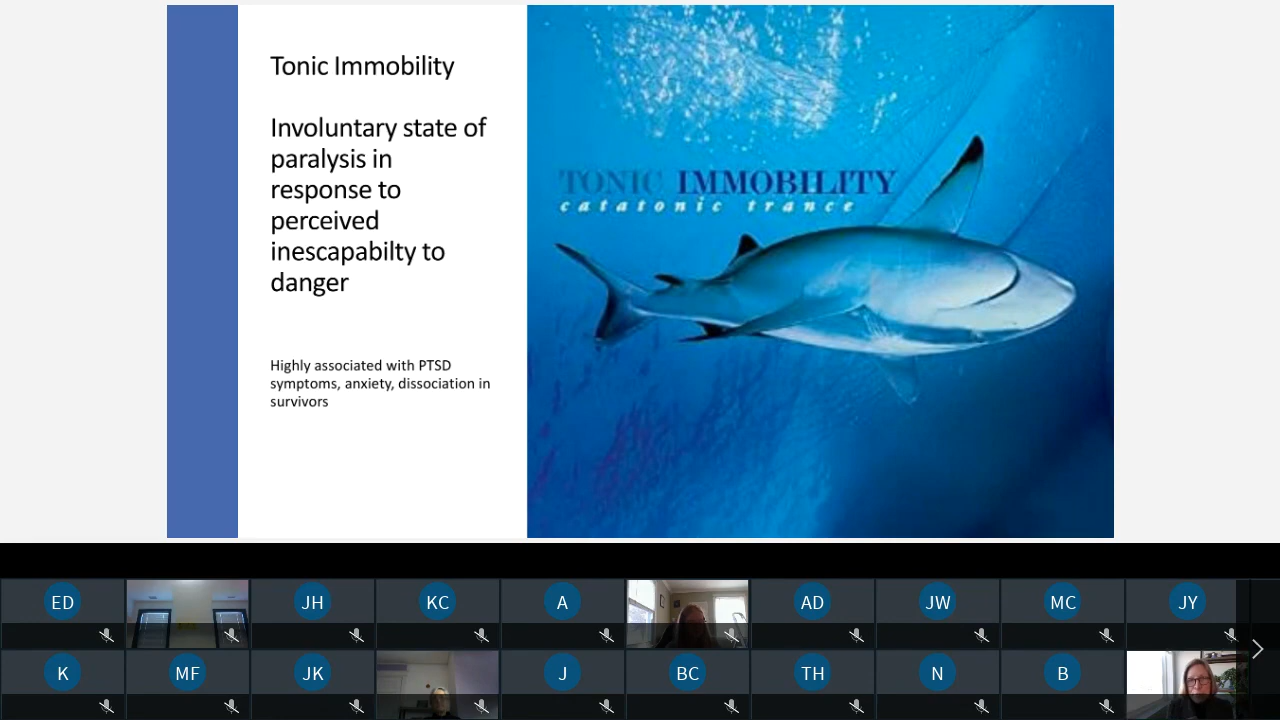 Tonic Immobility
Involuntary state of
paralysis in
response to
perceived
inescapabilty to
danger
Highly associated with PTSD
symptoms, anxiety, dissociation in
survivors
TONIC IMMOBILITY
catatonic trance
ED
JH
KC
A
AD
JW
MC
JY
K
MF
JK
J
BC
TH
N
B